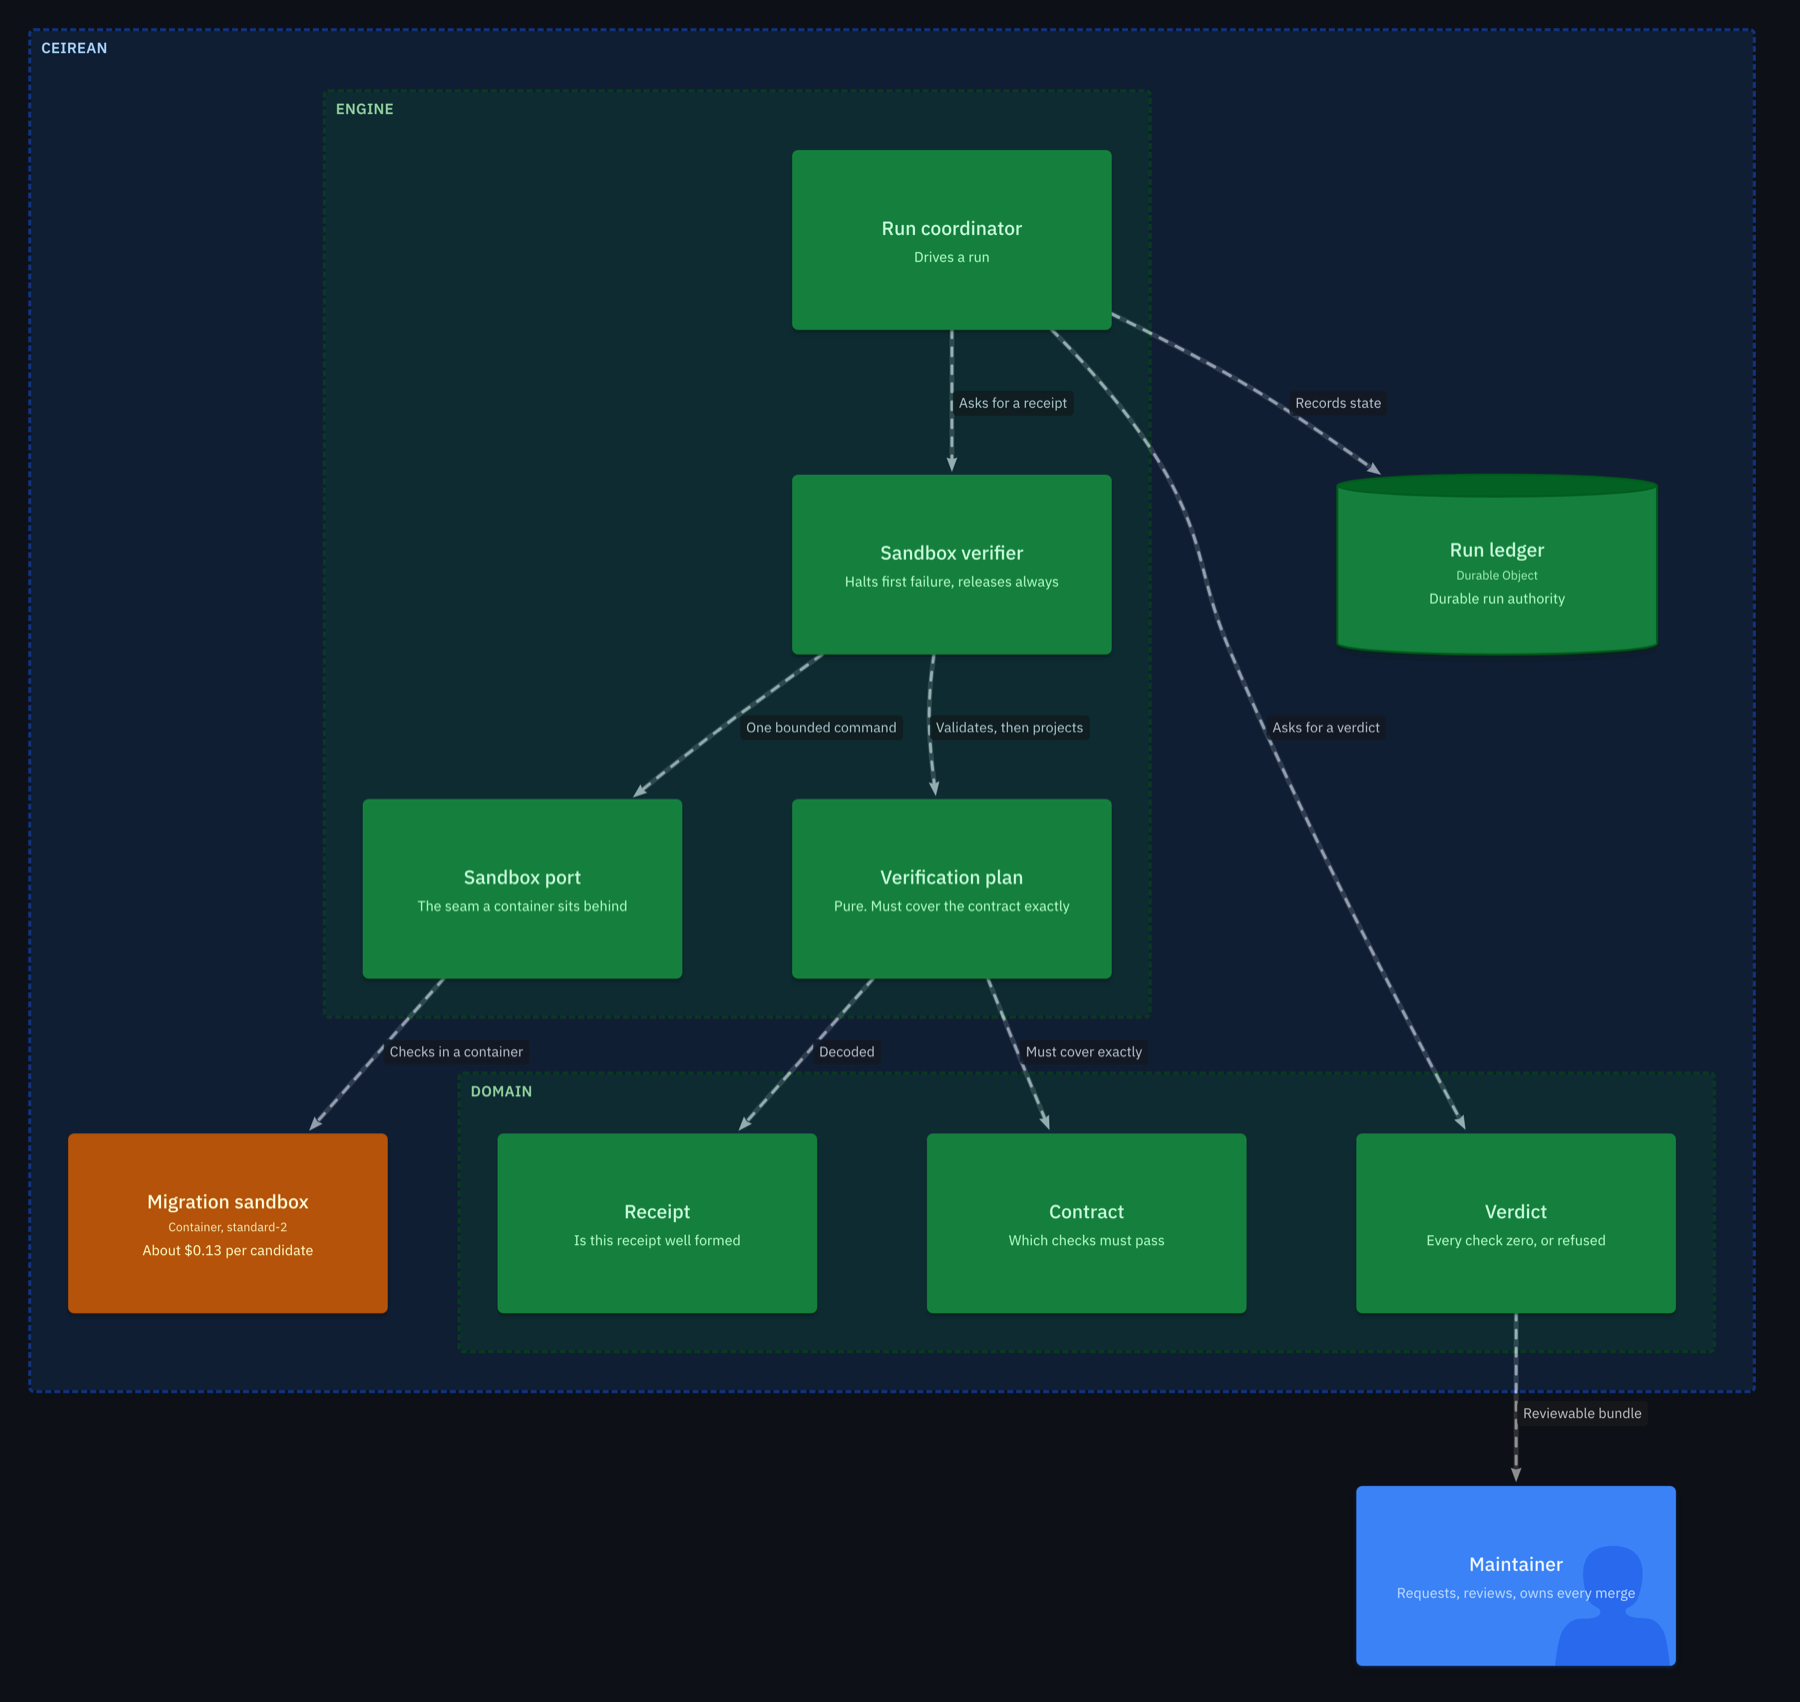 CEIREAN
ENGINE
Run coordinator
Drives a run
Asks for a receipt
Records state
Sandbox verifier
Halts first failure, releases always
Run ledger
Durable Object
Durable run authority
One bounded command
Validates, then projects
Asks for a verdict
Sandbox port
The seam a container sits behind
Verification plan
Pure. Must cover the contract exactly
Checks in a container
Decoded
Must cover exactly
DOMAIN
Migration sandbox
Container, standard-2
About $0.13 per candidate
Receipt
Is this receipt well formed
Contract
Which checks must pass
Verdict
Every check zero, or refused
Reviewable bundle
Maintainer
Requests, reviews, owns every merge